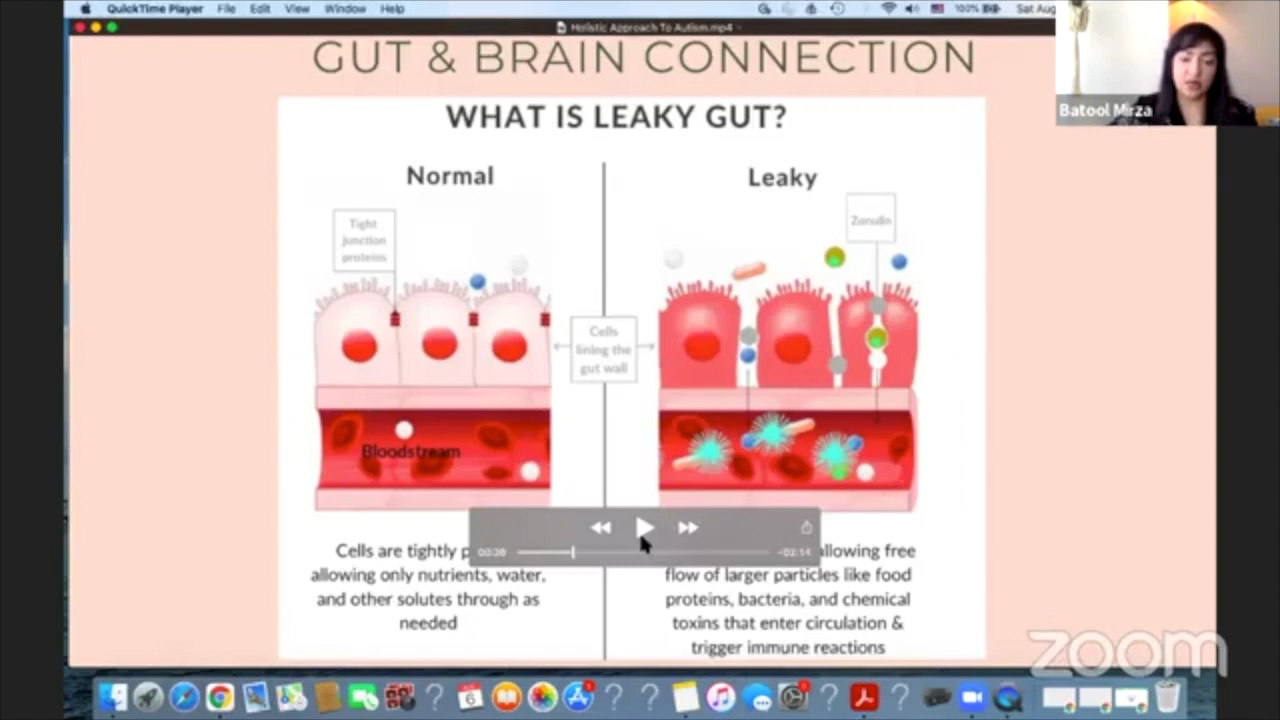 QuickTime Player File Edit View Window Help
100%
Sat Aug
Holistic Approach To Autism.mp4
Batool Mirza
GUT & BRAIN CONNECTION
WHAT IS LEAKY GUT?
Normal
Leaky
Tight
junction
proteins
Zonulin
Cells
lining the
gut wall
Bloodstream
Cells are tightly p
allowing only nutrients, water,
and other solutes through as
needed
allowing free
flow of larger particles like food
proteins, bacteria, and chemical
toxins that enter circulation &
trigger immune reactions
-02:14
zoom
6